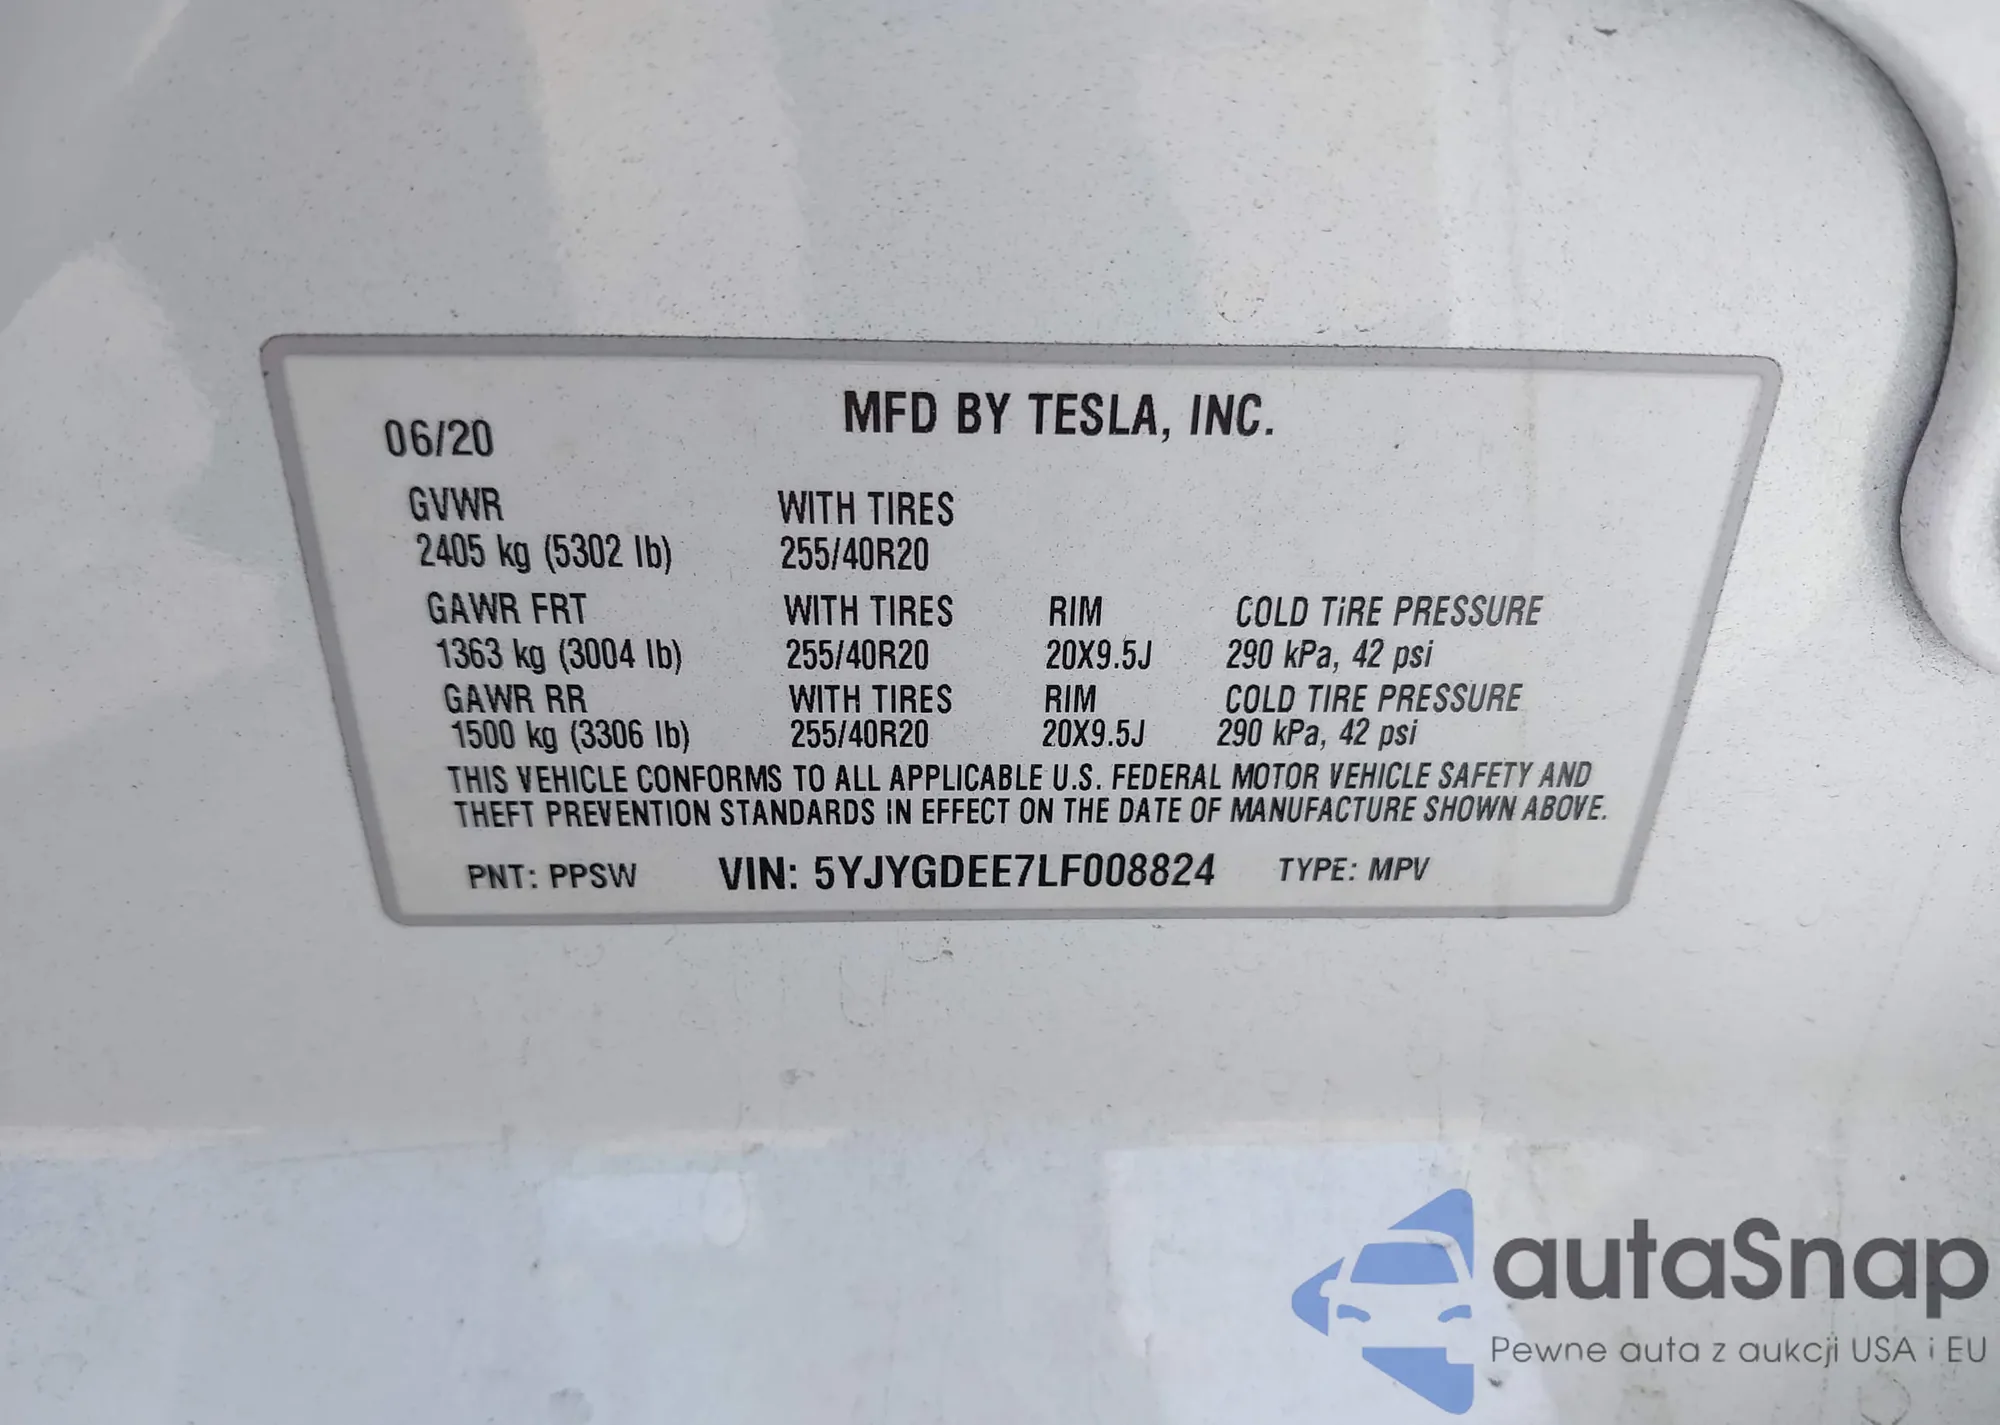 06/20 MFD BY TESLA, INC.
GVWR WITH TIRES
2405 kg (5302 lb) 255/40R20
GAWR FRT WITH TIRES RIM COLD TiRE PRESSURE
1363 kg (3004 lb) 255/40R20 20X9.5J 290 kPa, 42 psi
GAWR RR WITH TIRES RIM COLD TIRE PRESSURE
1500 kg (3306 lb) 255/40R20 20X9.5J 290 kPa, 42 psi
THIS VEHICLE CONFORMS TO ALL APPLICABLE U.S. FEDERAL MOTOR VEHICLE SAFETY AND
THEFT PREVENTION STANDARDS IN EFFECT ON THE DATE OF MANUFACTURE SHOWN ABOVE.
PNT: PPSW VIN: 5YJYGDEE7LF008824 TYPE: MPV
autaSnap
Pewne auta z aukcji USA i EU